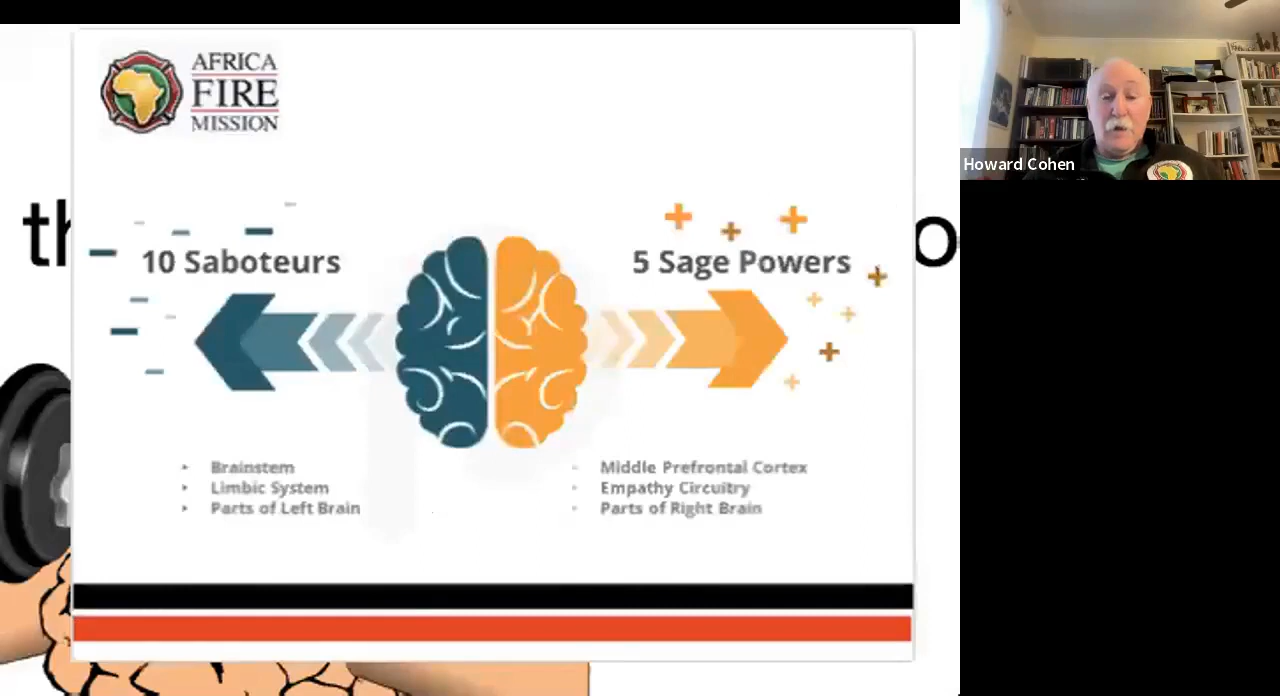 AFRICA
FIRE
MISSION
Howard Cohen
th
o
10 Saboteurs
5 Sage Powers
Brainstem
Limbic System
Parts of Left Brain
Middle Prefrontal Cortex
Empathy Circuitry
Parts of Right Brain